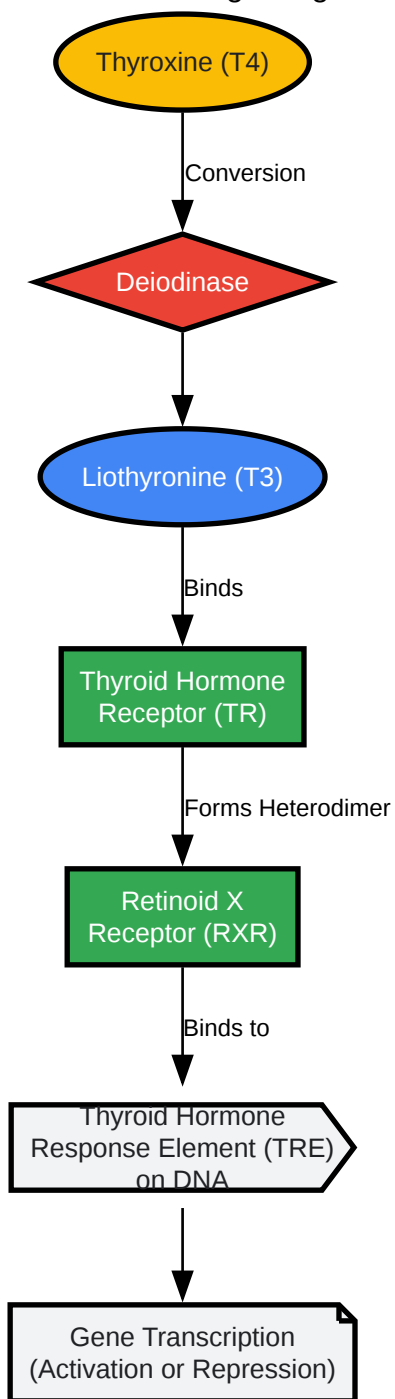 Thyroxine (T4)
Conversion
Deiodinase
Liothyronine (T3)
Binds
Thyroid Hormone
Receptor (TR)
Forms Heterodimer
Retinoid X
Receptor (RXR)
Binds to
Thyroid Hormone
Response Element (TRE)
on DNA
Gene Transcription
(Activation or Repression)